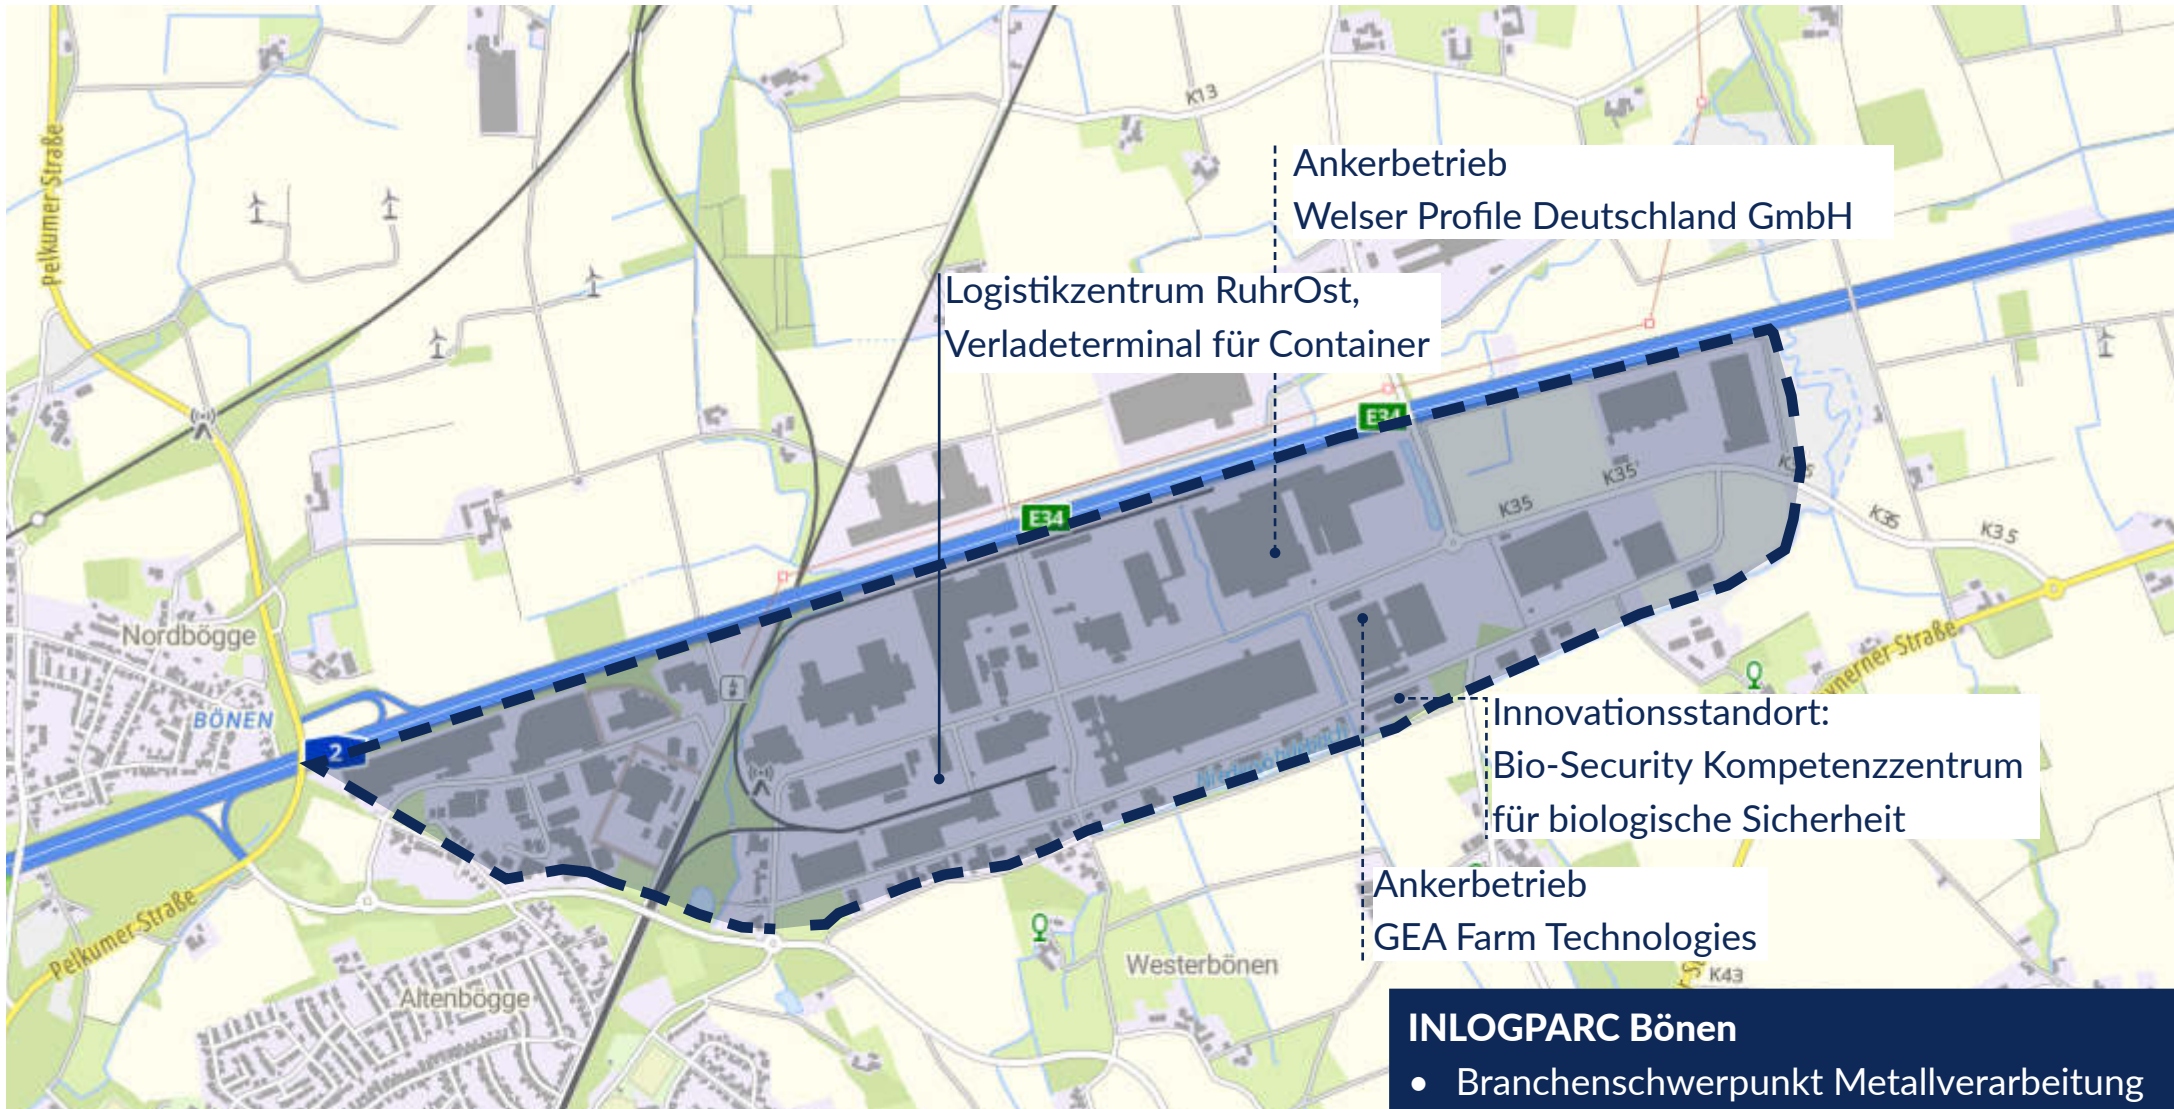 K13
Pelkumer Straße
Ankerbetrieb
Welser Profile Deutschland GmbH
Logistikzentrum RuhrOst,
Verladeterminal für Container
E34
E34
K35
K35
K35
K35
Nordbögge
BÖNEN
2
Innovationsstandort:
Bio-Security Kompetenzzentrum
für biologische Sicherheit
Ankerbetrieb
GEA Farm Technologies
Pelkumer Straße
Altenbögge
Westerbönen
K43
INLOGPARC Bönen
• Branchenschwerpunkt Metallverarbeitung